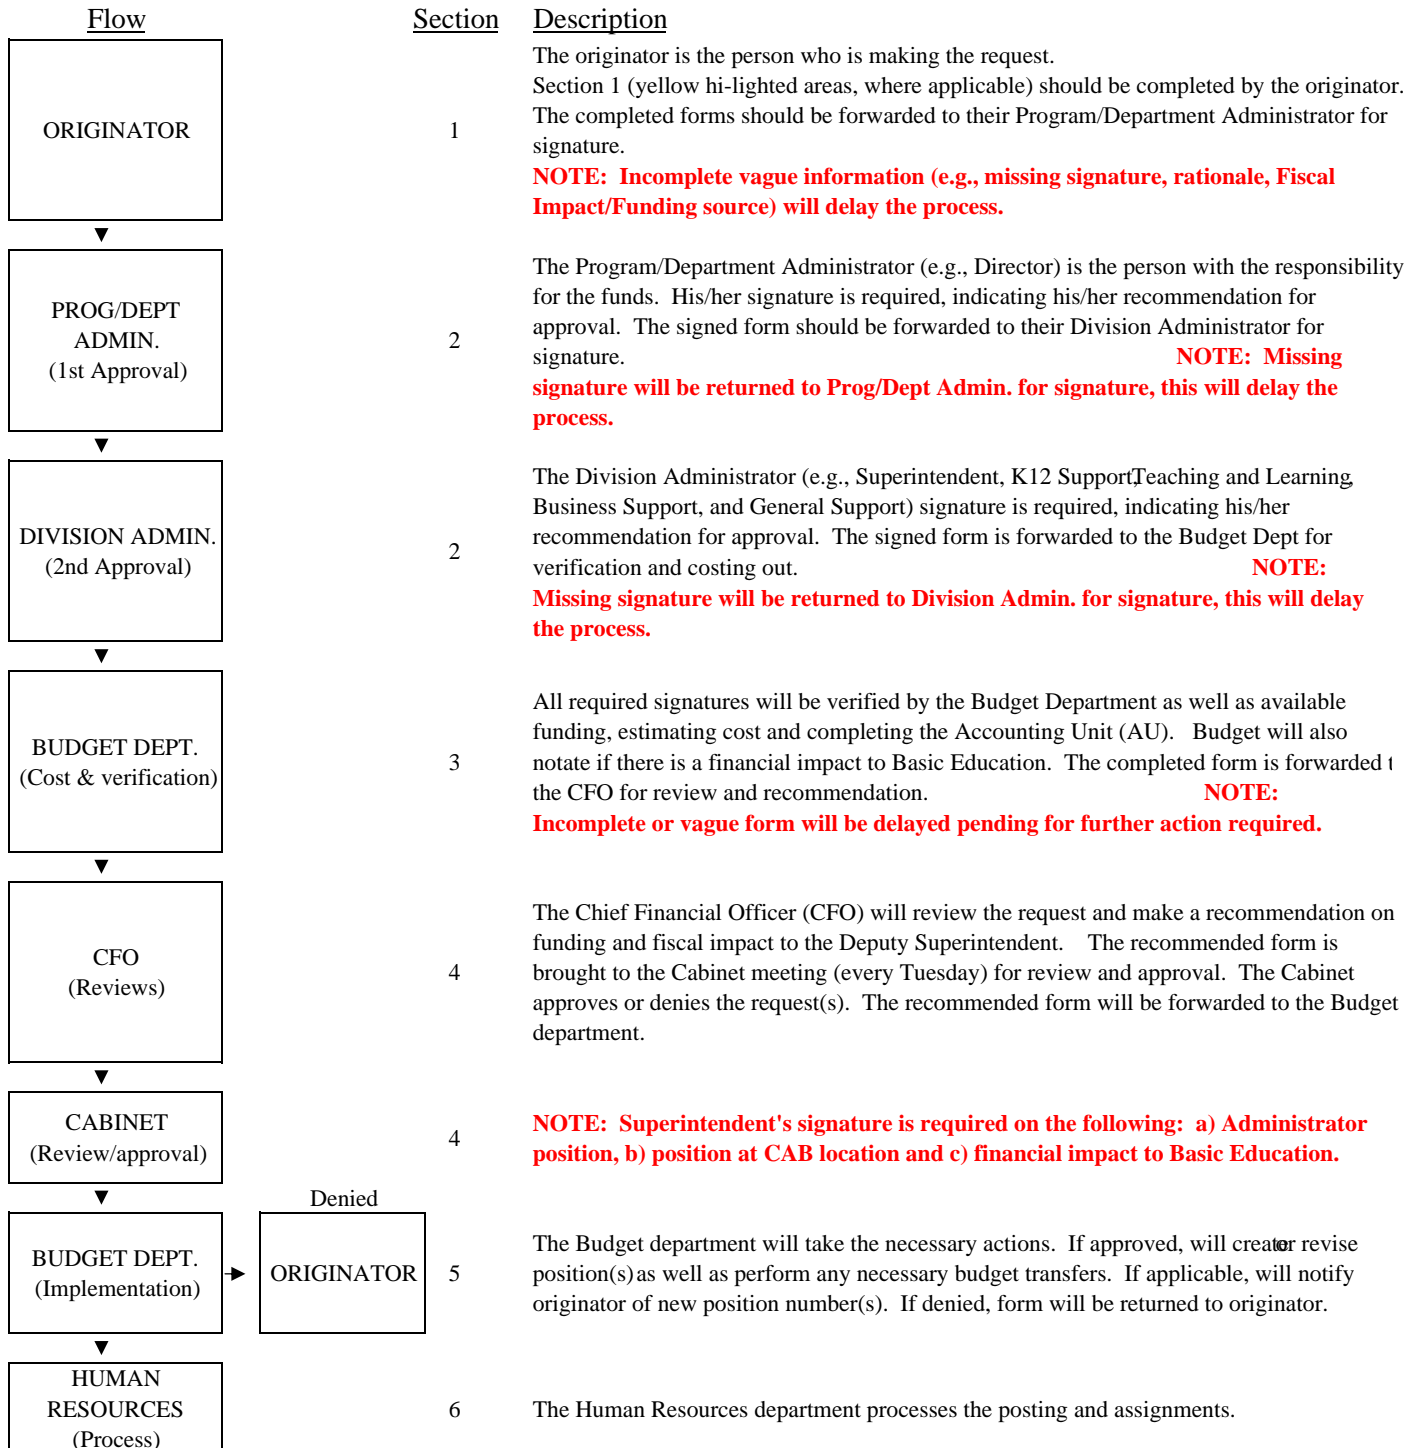 Flow Section Description
ORIGINATOR
1
The originator is the person who is making the request.
Section 1 (yellow hi-lighted areas, where applicable) should be completed by the originator.
The completed forms should be forwarded to their Program/Department Administrator for
signature.
NOTE:  Incomplete vague information (e.g., missing signature, rationale, Fiscal
Impact/Funding source) will delay the process.
PROG/DEPT
ADMIN.
(1st Approval)
2
The Program/Department Administrator (e.g., Director) is the person with the responsibility
for the funds.  His/her signature is required, indicating his/her recommendation for
approval.  The signed form should be forwarded to their Division Administrator for
signature. NOTE:  Missing
signature will be returned to Prog/Dept Admin. for signature, this will delay the
process.
DIVISION ADMIN.
(2nd Approval)
2
The Division Administrator (e.g., Superintendent, K12 Support, Teaching and Learning,
Business Support, and General Support) signature is required, indicating his/her
recommendation for approval.  The signed form is forwarded to the Budget Dept for
verification and costing out. NOTE:
Missing signature will be returned to Division Admin. for signature, this will delay
the process.
BUDGET DEPT.
(Cost & verification)
3
All required signatures will be verified by the Budget Department as well as available
funding, estimating cost and completing the Accounting Unit (AU).   Budget will also
notate if there is a financial impact to Basic Education.  The completed form is forwarded t
the CFO for review and recommendation. NOTE:
Incomplete or vague form will be delayed pending for further action required.
CFO
(Reviews)
4
The Chief Financial Officer (CFO) will review the request and make a recommendation on
funding and fiscal impact to the Deputy Superintendent.    The recommended form is
brought to the Cabinet meeting (every Tuesday) for review and approval.  The Cabinet
approves or denies the request(s).  The recommended form will be forwarded to the Budget
department.
CABINET
(Review/approval)
4
NOTE:  Superintendent's signature is required on the following:  a) Administrator
position, b) position at CAB location and c) financial impact to Basic Education.
BUDGET DEPT.
(Implementation)
Denied
ORIGINATOR
5
The Budget department will take the necessary actions.  If approved, will create or revise
position(s) as well as perform any necessary budget transfers.  If applicable, will notify
originator of new position number(s).  If denied, form will be returned to originator.
HUMAN
RESOURCES
(Process)
6
The Human Resources department processes the posting and assignments.